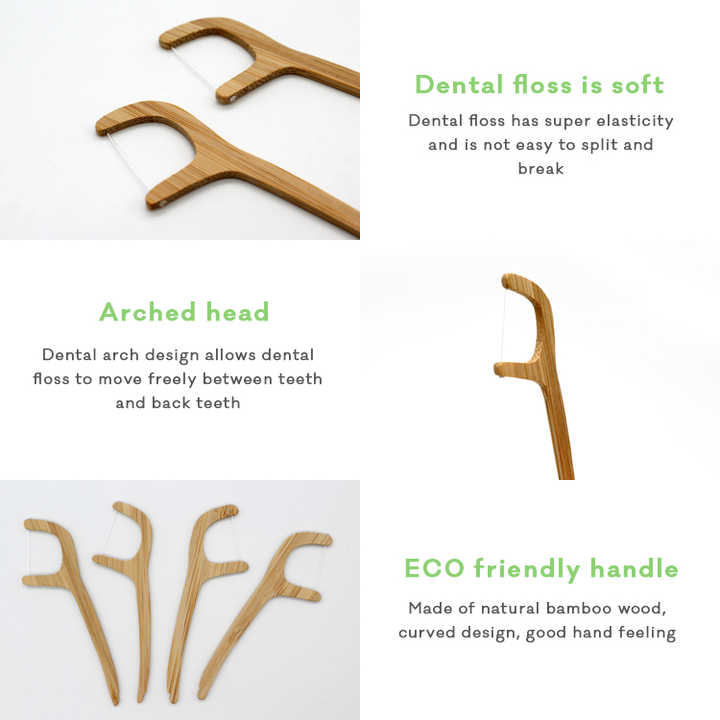 Dental floss is soft
Dental floss has super elasticity
and is not easy to split and
break
Arched head
Dental arch design allows dental
floss to move freely between teeth
and back teeth
ECO friendly handle
Made of natural bamboo wood,
curved design, good hand feeling